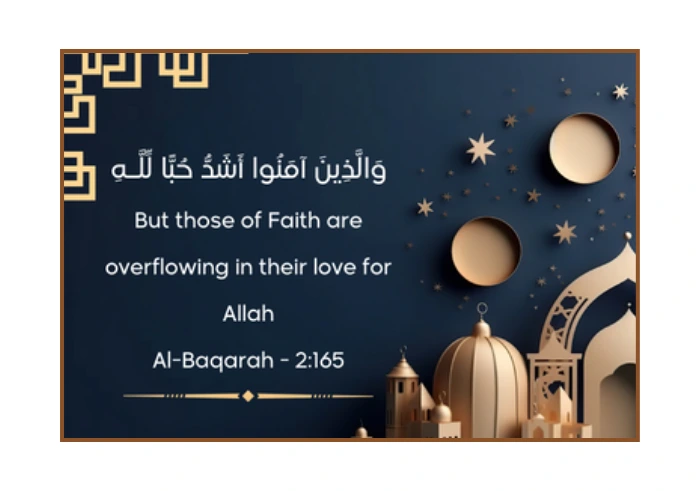 وَالَّذِينَ آمَنُوا أَشَدُّ حُبًّا لِّلَّـهِ
But those of Faith are
overflowing in their love for
Allah
Al-Baqarah - 2:165